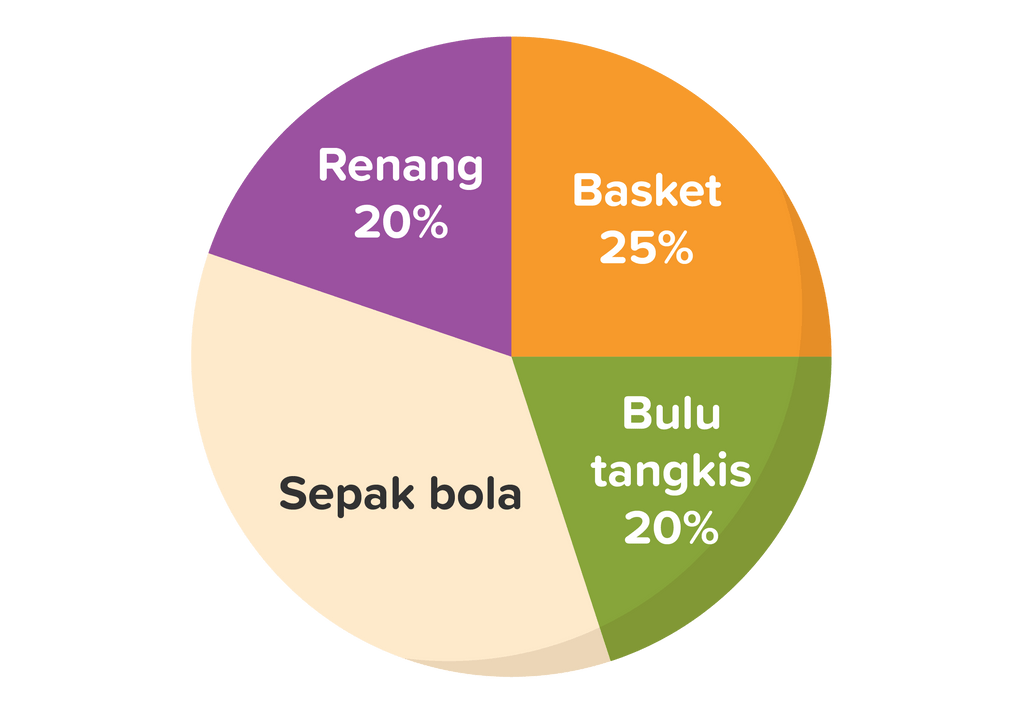 Renang
20%
Basket
25%
Bulu
tangkis
20%
Sepak bola